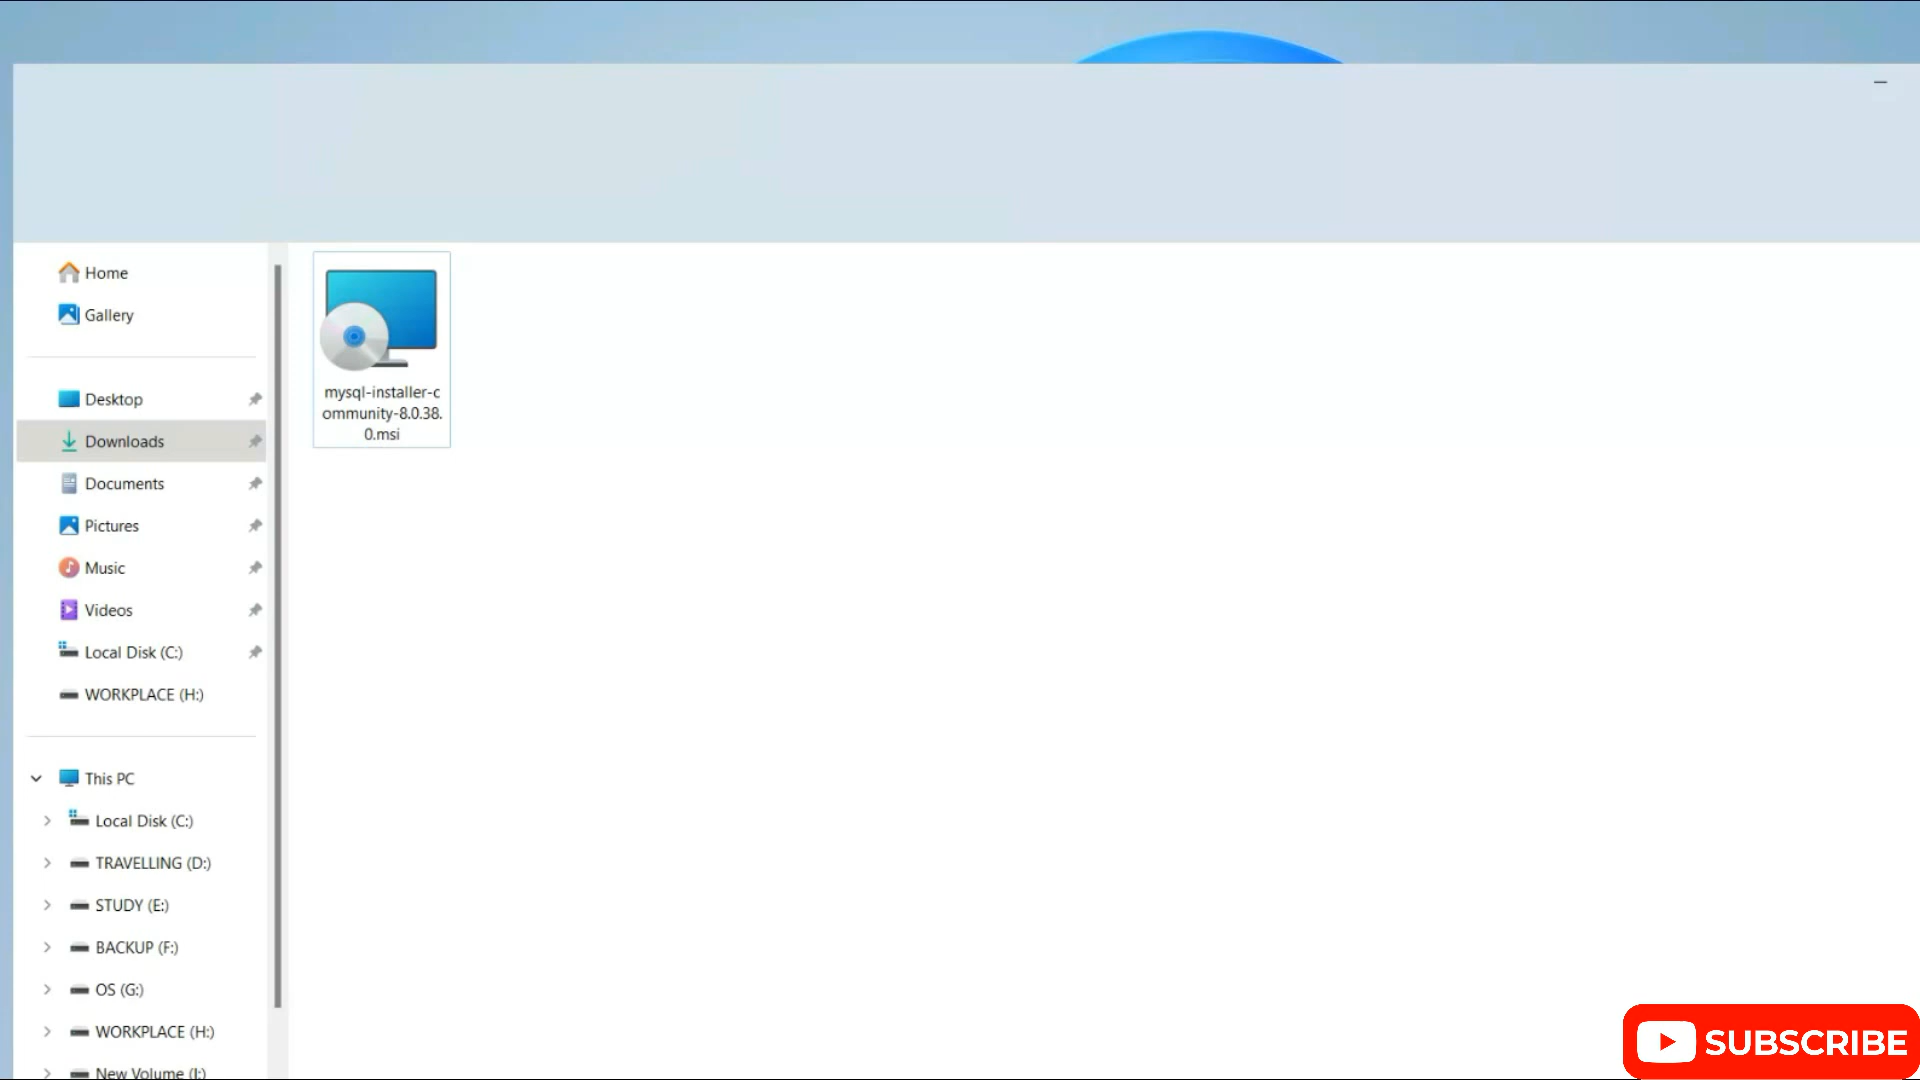 Home
Gallery
mysql-installer-c
ommunity-8.0.38.
0.msi
Desktop
Downloads
Documents
Pictures
Music
Videos
Local Disk (C:)
WORKPLACE (H:)
This PC
Local Disk (C:)
TRAVELLING (D:)
STUDY (E:)
BACKUP (F:)
OS (G:)
WORKPLACE (H:)
New Volume (I:)
SUBSCRIBE